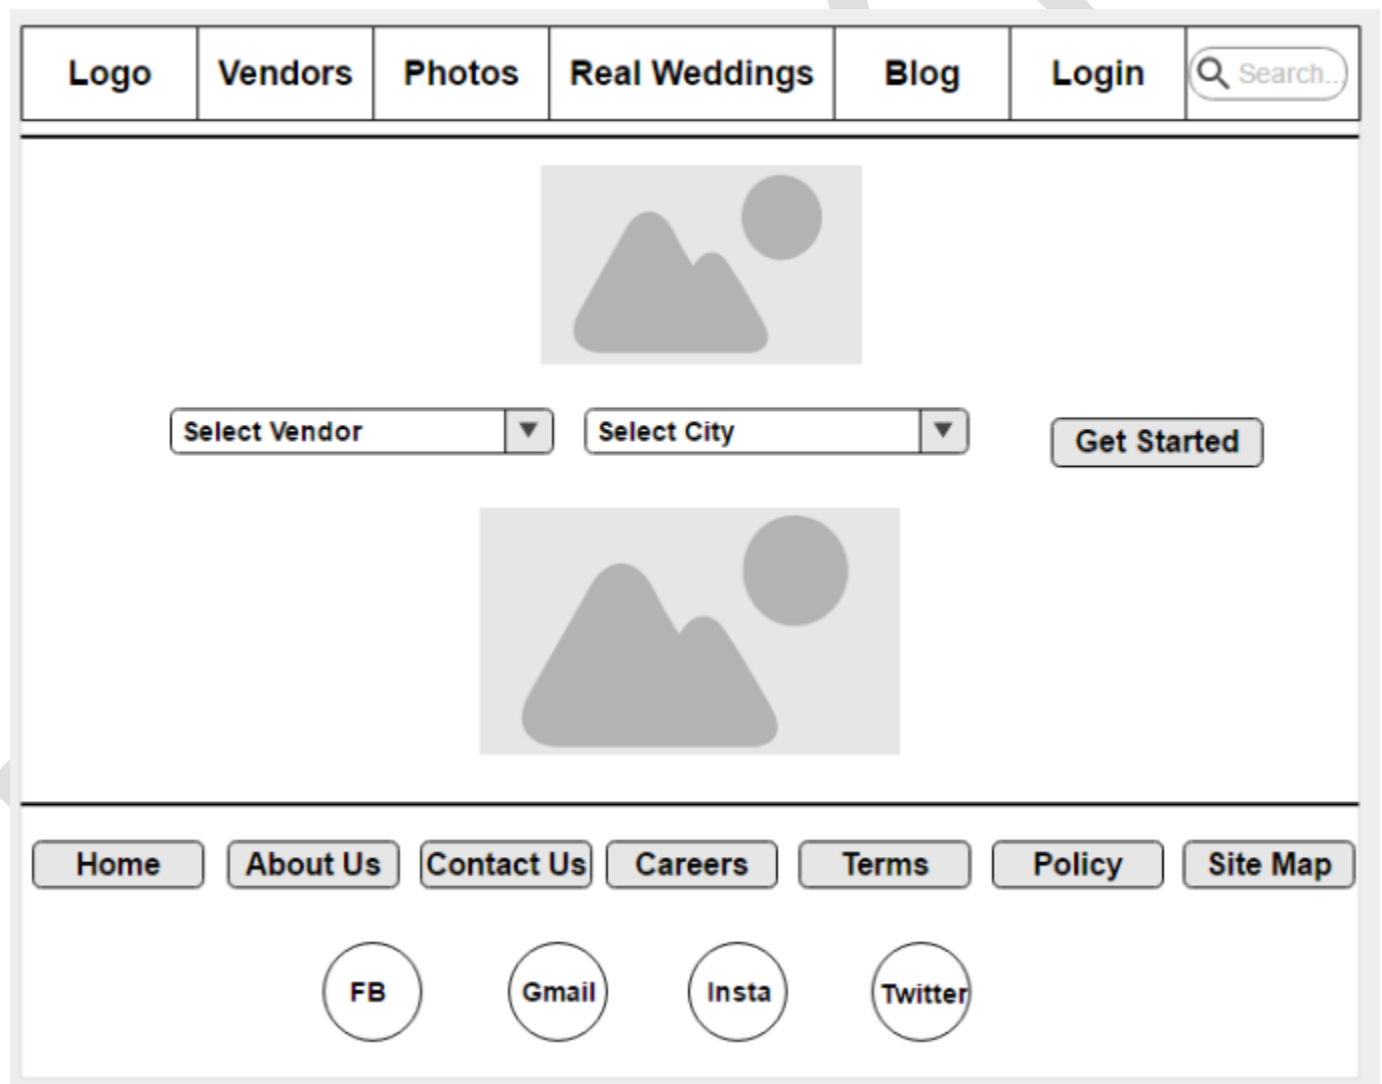 Logo Vendors Photos Real Weddings Blog Login Search...
Select Vendor Select City Get Started
Home About Us Contact Us Careers Terms Policy Site Map
FB Gmail Insta Twitter